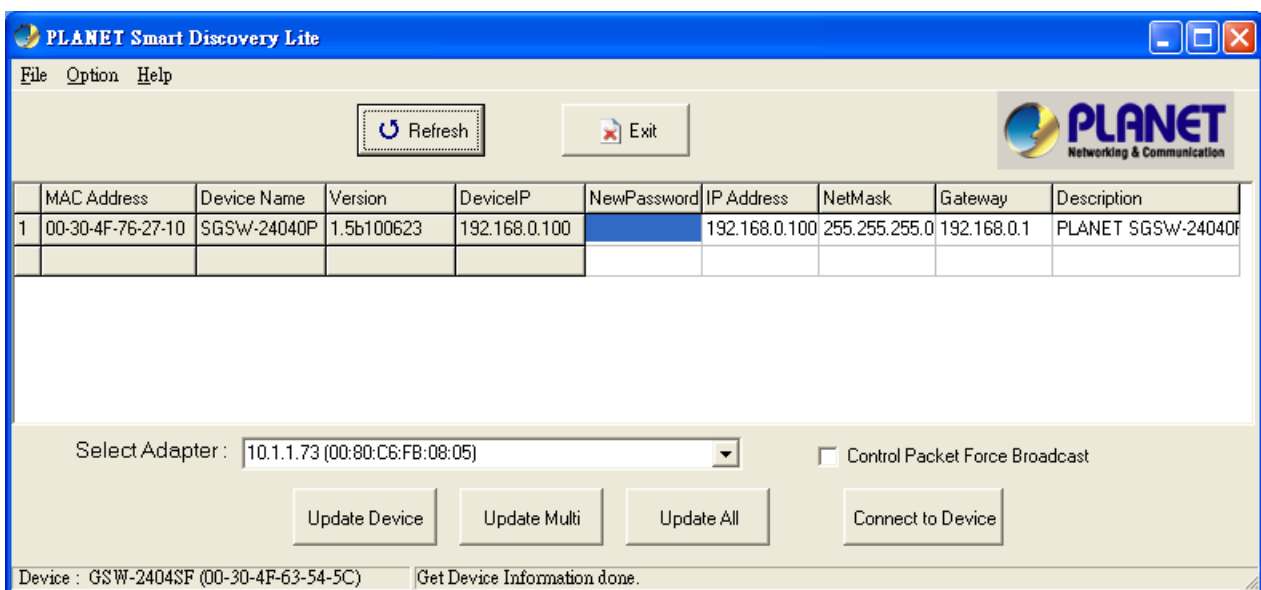 PLANET Smart Discovery Lite
File Option Help
Refresh Exit PLANET
Networking & Communication
MAC Address Device Name Version DeviceIP NewPassword IP Address NetMask Gateway Description
1 00-30-4F-76-27-10 SGSW-24040P 1.5b100623 192.168.0.100 192.168.0.100 255.255.255.0 192.168.0.1 PLANET SGSW-24040
Select Adapter : 10.1.1.73 (00:80:C6:FB:08:05) Control Packet Force Broadcast
Update Device Update Multi Update All Connect to Device
Device : GSW-2404SF (00-30-4F-63-54-5C) Get Device Information done.